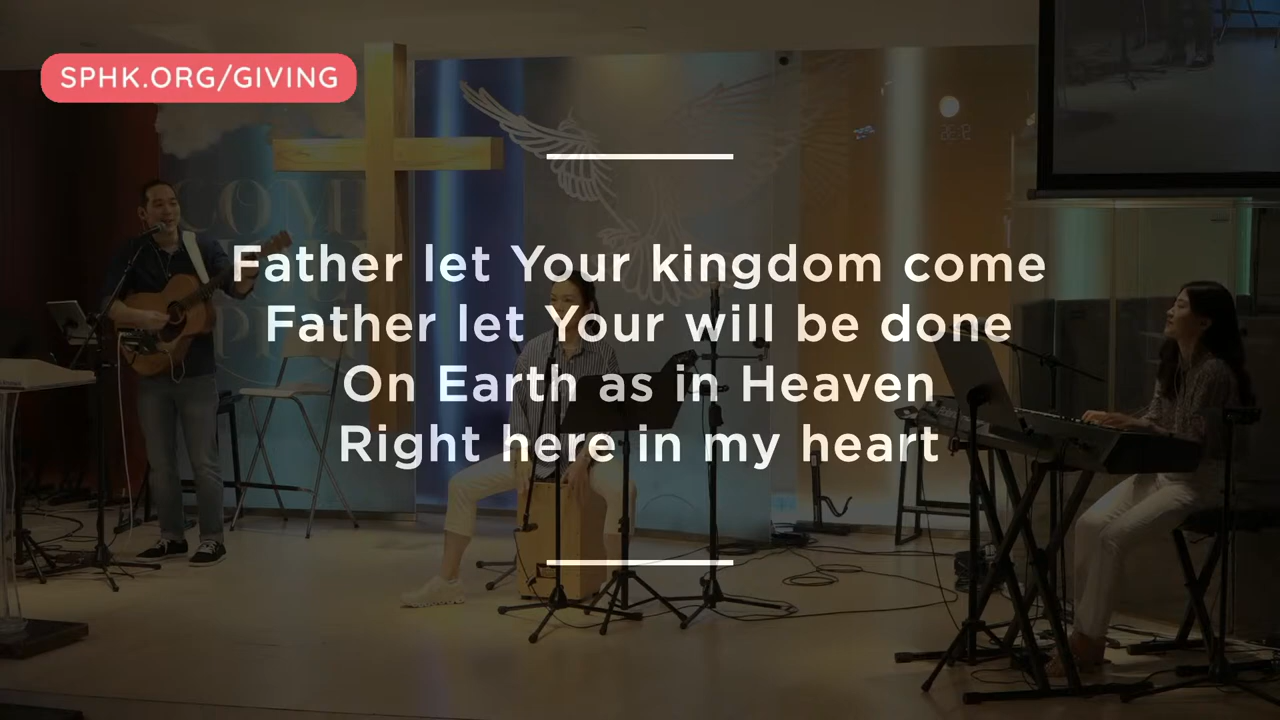 SPHK.ORG/GIVING
Father let Your kingdom come
Father let Your will be done
On Earth as in Heaven
Right here in my heart